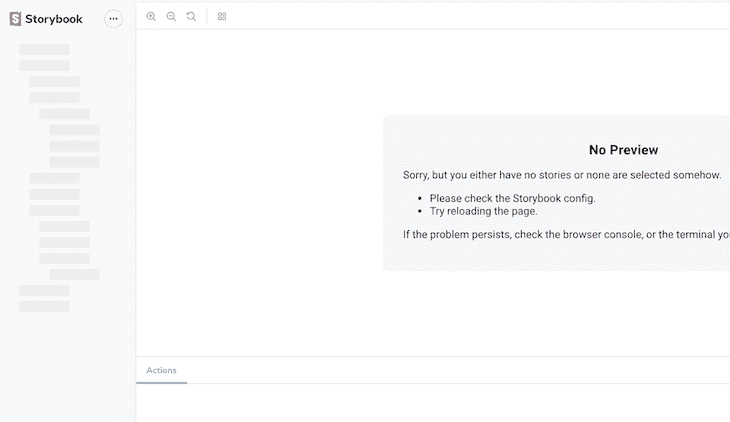 Storybook
No Preview
Sorry, but you either have no stories or none are selected somehow.
• Please check the Storybook config.
• Try reloading the page.
If the problem persists, check the browser console, or the terminal
Actions